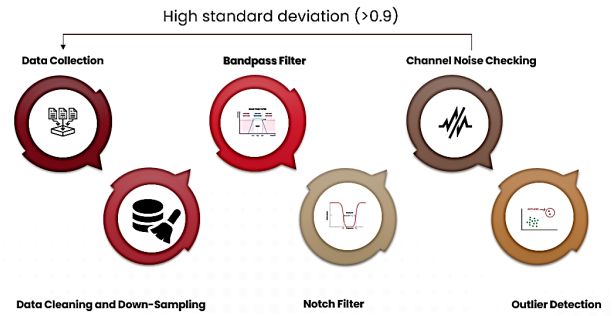 High standard deviation (>0.9)
Data Collection
Bandpass Filter
Channel Noise Checking
Data Cleaning and Down-Sampling
Notch Filter
Outlier Detection